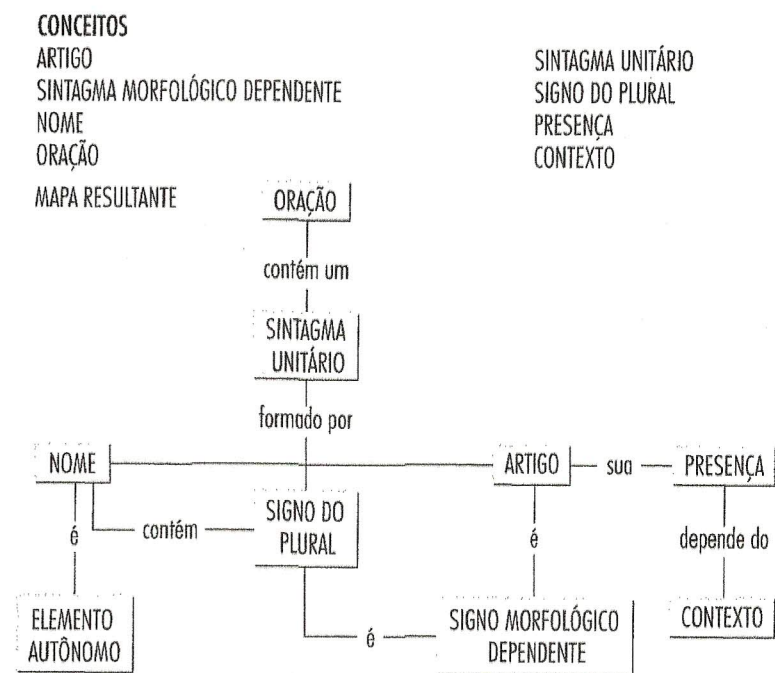 CONCEITOS
ARTIGO
SINTAGMA MORFOLÓGICO DEPENDENTE
NOME
ORAÇÃO
SINTAGMA UNITÁRIO
SIGNO DO PLURAL
PRESENÇA
CONTEXTO
MAPA RESULTANTE
ORAÇÃO
contém um
SINTAGMA
UNITÁRIO
formado por
NOME
ARTIGO
sua
PRESENÇA
é
contém
SIGNO DO
PLURAL
é
depende do
ELEMENTO
AUTÔNOMO
é
SIGNO MORFOLÓGICO
DEPENDENTE
CONTEXTO